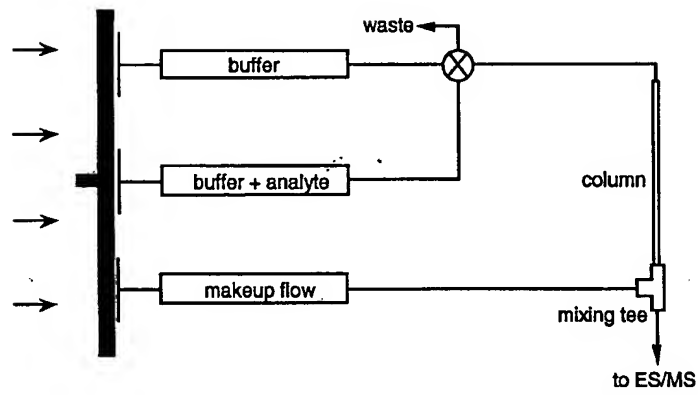 waste
buffer
buffer + analyte
column
makeup flow
mixing tee
to ES/MS